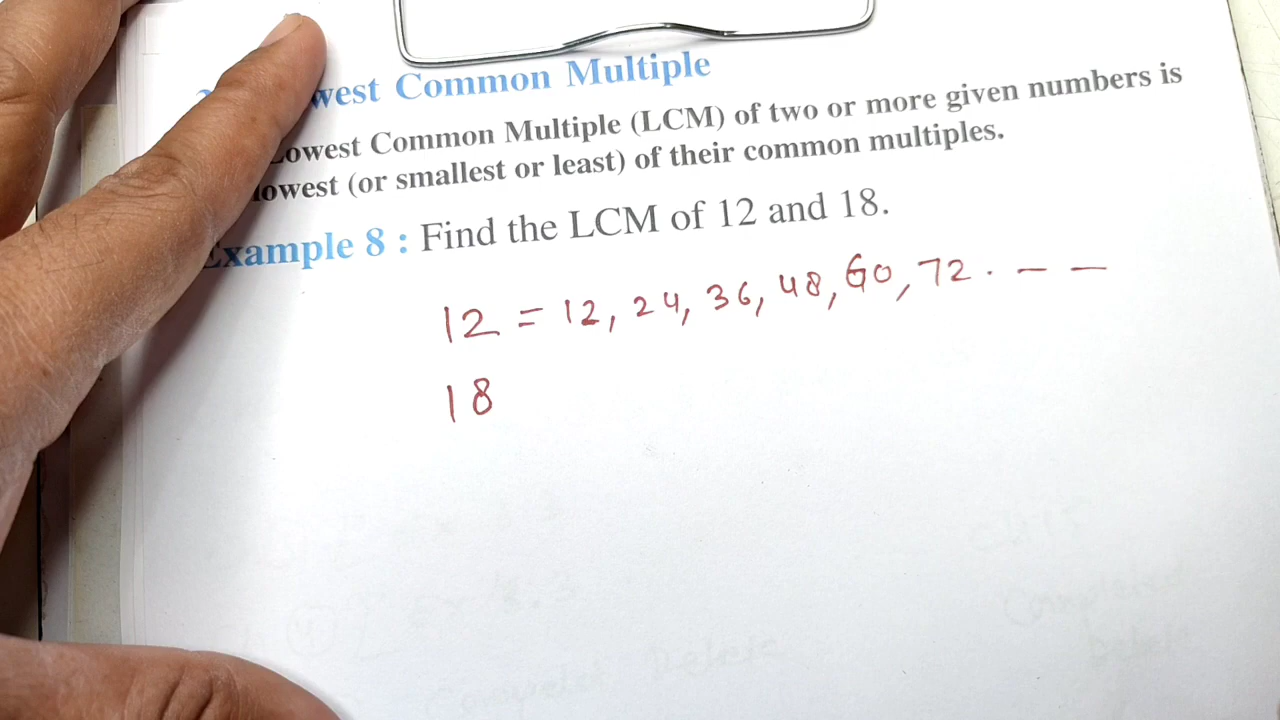 west Common Multiple
Lowest Common Multiple (LCM) of two or more given numbers is
lowest (or smallest or least) of their common multiples.
Example 8 : Find the LCM of 12 and 18.
12 = 12, 24, 36, 48, 60, 72 . — —
18